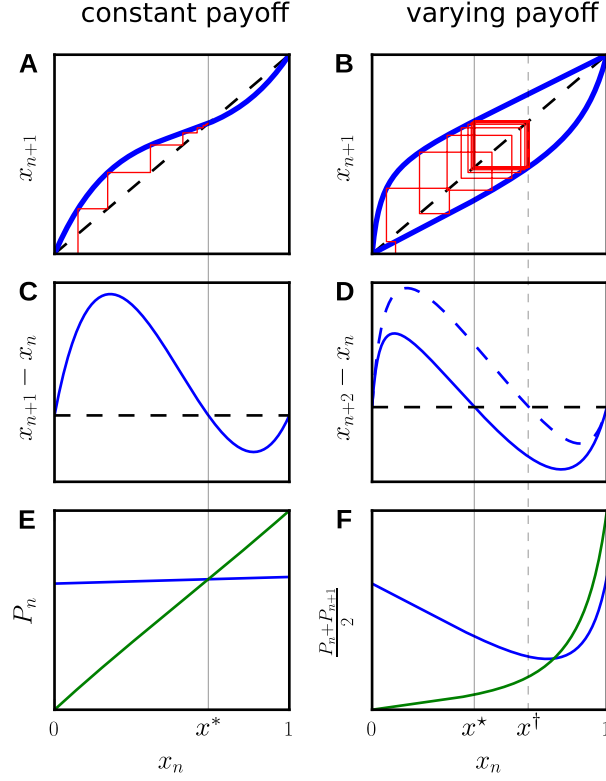 constant payoff varying payoff
A B
x_{n+1} x_{n+1}
C D
x_{n+1} − x_n x_{n+2} − x_n
E F
P_n \frac{P_n+P_{n+1}}{2}
0 x* 1 0 x⋆ x† 1
x_n x_n